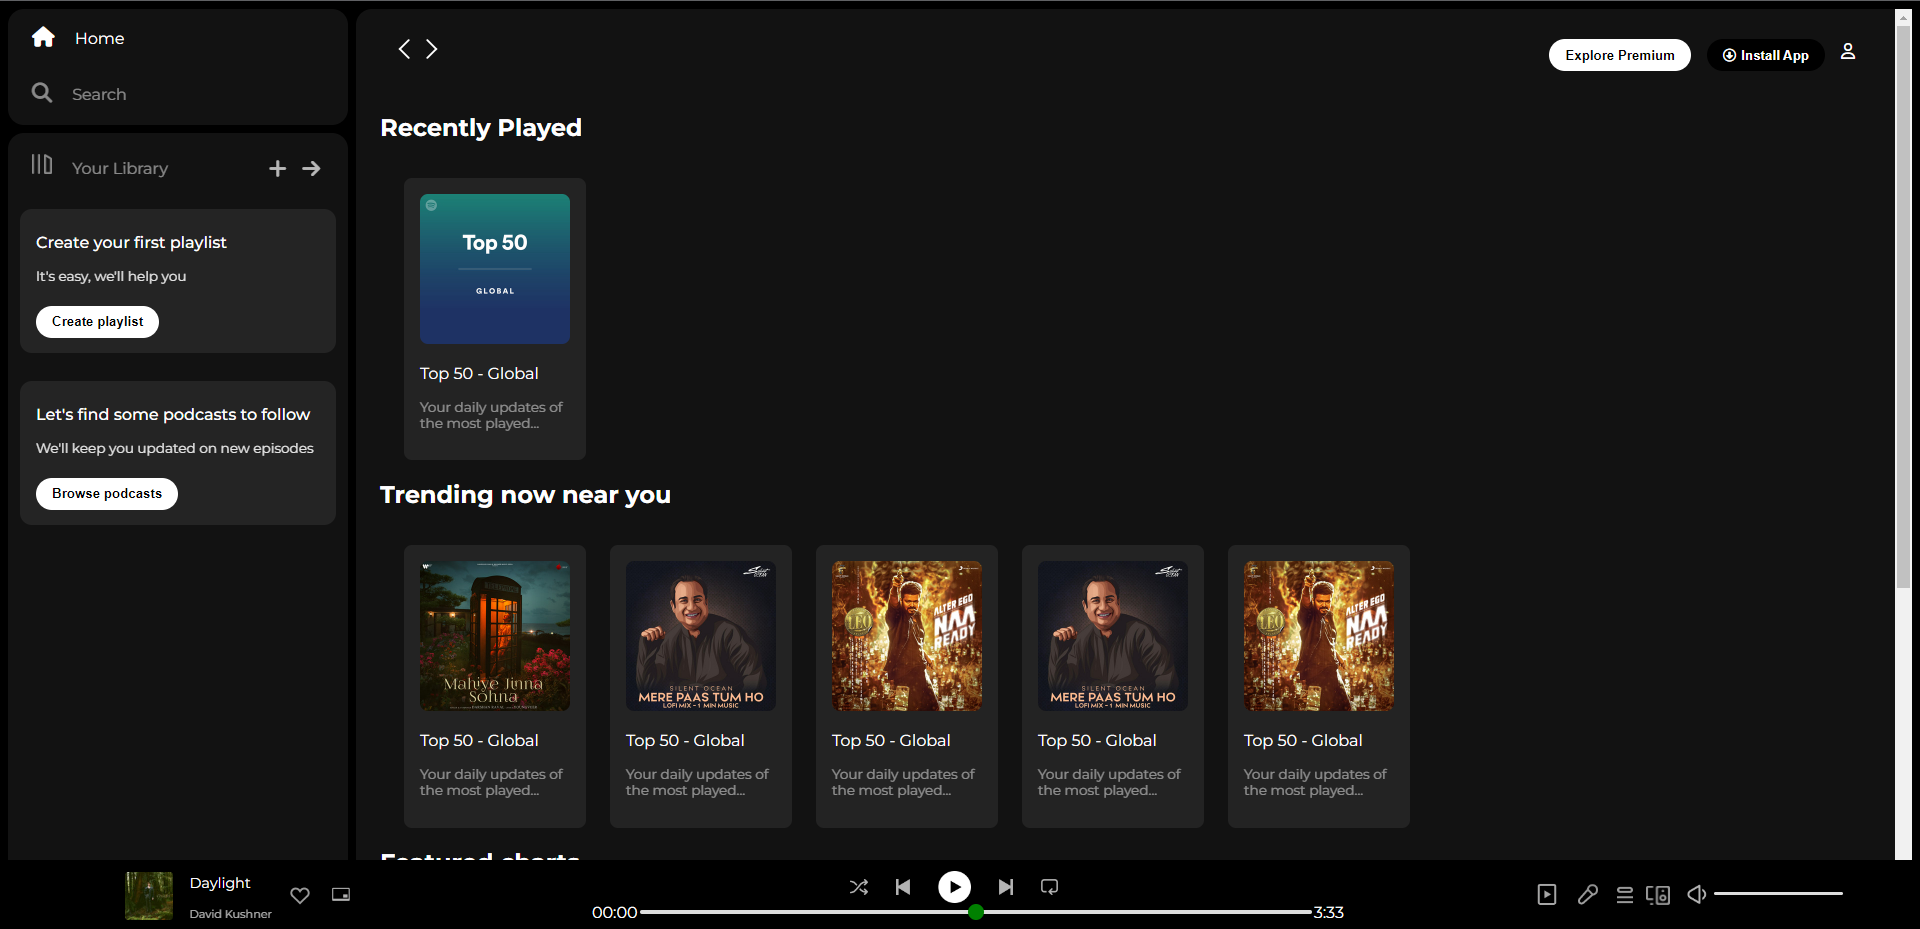 Home
Search
Your Library
Create your first playlist
It's easy, we'll help you
Create playlist
Let's find some podcasts to follow
We'll keep you updated on new episodes
Browse podcasts
Explore Premium
Install App
Recently Played
Top 50
GLOBAL
Top 50 - Global
Your daily updates of
the most played...
Trending now near you
Mahiye Jinna
Sohna
Top 50 - Global
Your daily updates of
the most played...
SILENT OCEAN
MERE PAAS TUM HO
LOFI MIX - 1 MIN MUSIC
Top 50 - Global
Your daily updates of
the most played...
LEO
ALTER EGO
NAA
READY
Top 50 - Global
Your daily updates of
the most played...
SILENT OCEAN
MERE PAAS TUM HO
LOFI MIX - 1 MIN MUSIC
Top 50 - Global
Your daily updates of
the most played...
LEO
ALTER EGO
NAA
READY
Top 50 - Global
Your daily updates of
the most played...
Featured charts
Daylight
David Kushner
00:00
3:33